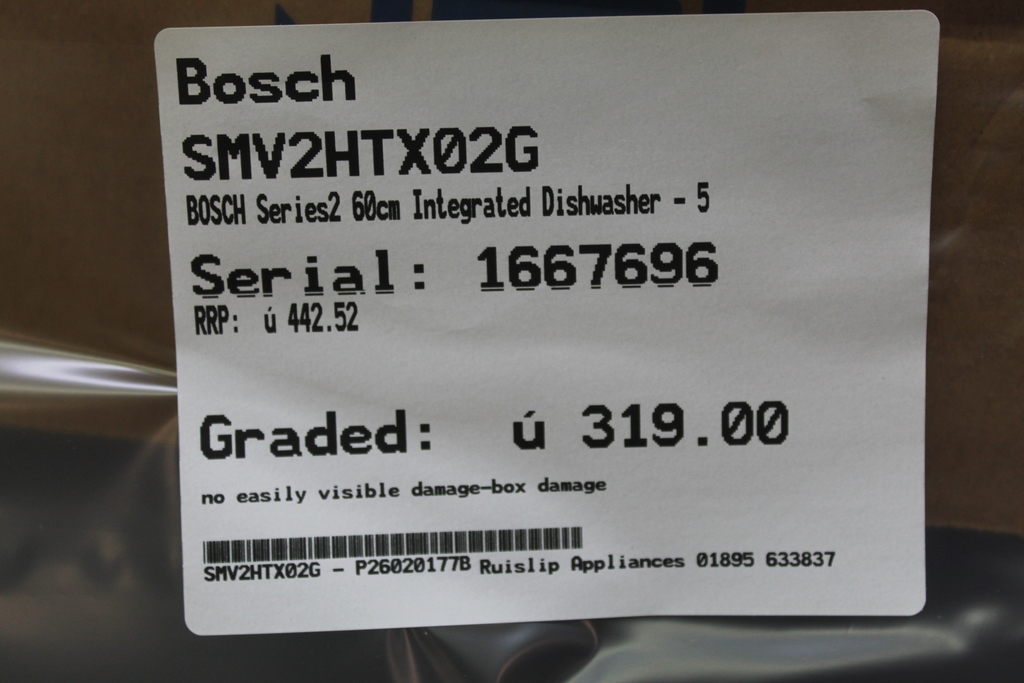 Bosch
SMV2HTX02G
BOSCH Series2 60cm Integrated Dishwasher - 5
Serial: 1667696
RRP: ú 442.52
Graded: ú 319.00
no easily visible damage-box damage
SMV2HTX02G - P26020177B Ruislip Appliances 01895 633837